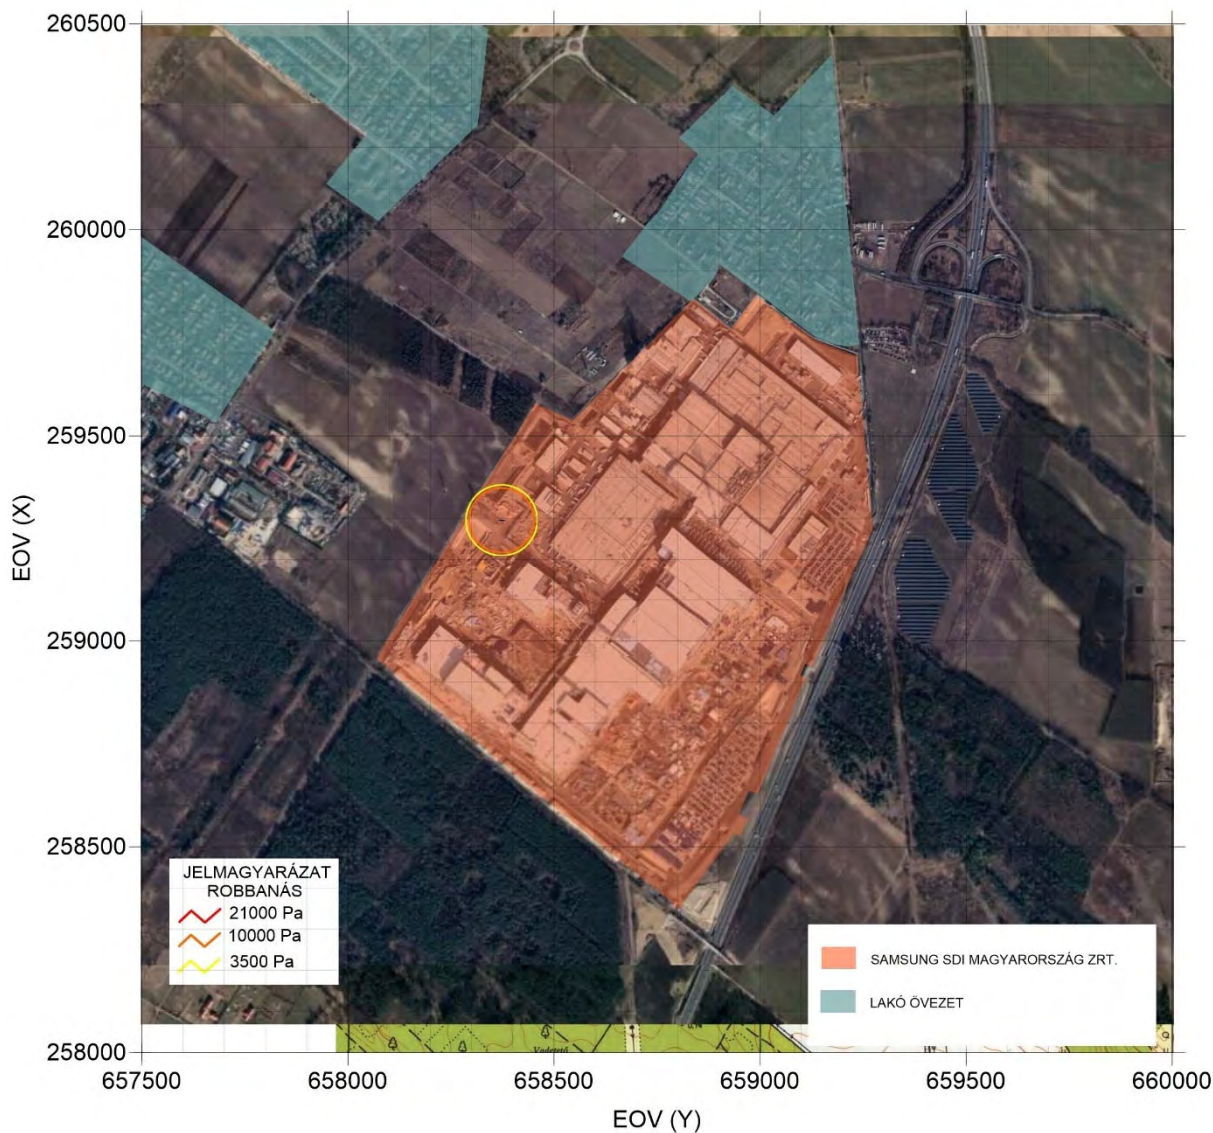 260500
260000
259500
259000
258500
258000
EOV (X)
JELMAGYARÁZAT
ROBBANÁS
21000 Pa
10000 Pa
3500 Pa
SAMSUNG SDI MAGYARORSZÁG ZRT.
LAKÓ ÖVEZET
657500 658000 658500 659000 659500 660000
EOV (Y)